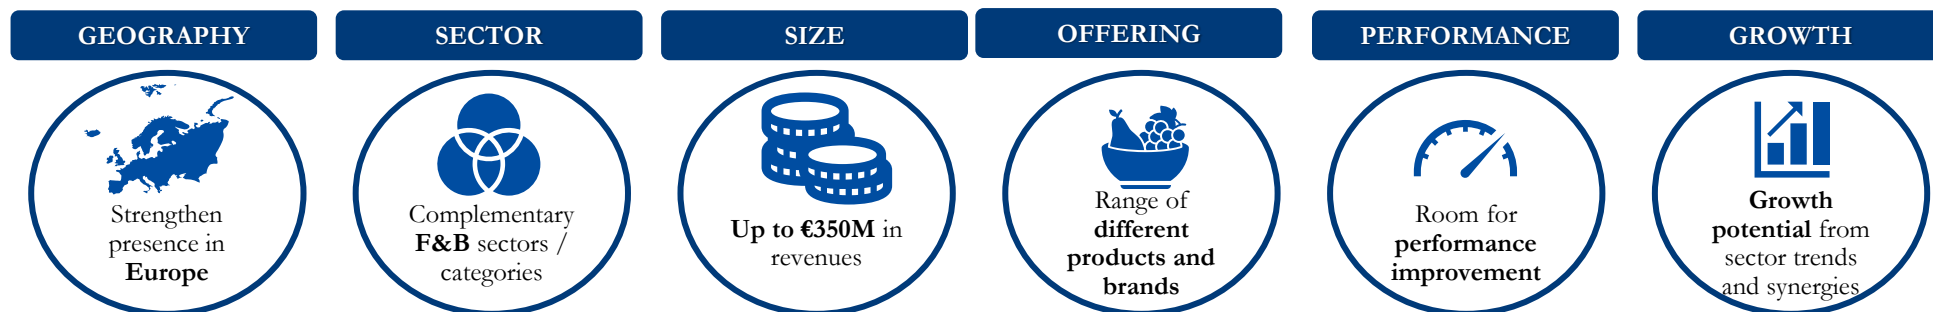 GEOGRAPHY
Strengthen
presence in
Europe
SECTOR
Complementary
F&B sectors /
categories
SIZE
Up to €350M in
revenues
OFFERING
Range of
different
products and
brands
PERFORMANCE
Room for
performance
improvement
GROWTH
Growth
potential from
sector trends
and synergies